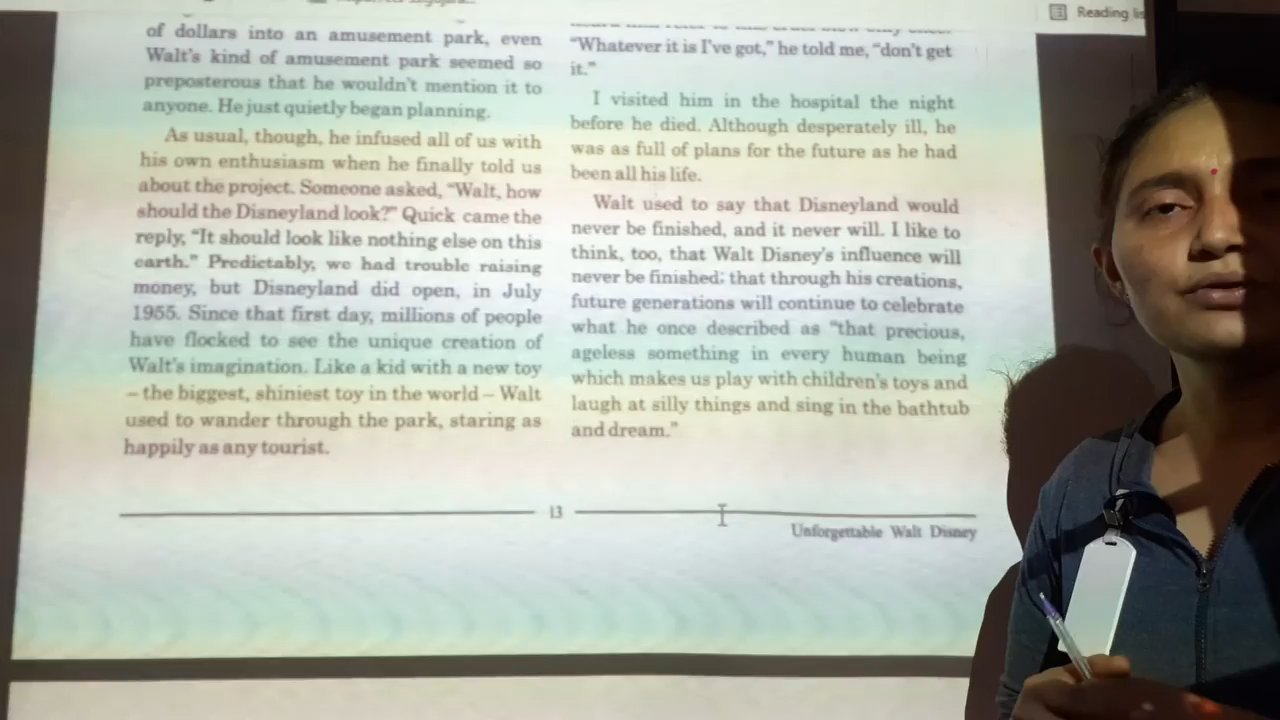 Reading lis
of dollars into an amusement park, even
Walt's kind of amusement park seemed so
preposterous that he wouldn't mention it to
anyone. He just quietly began planning.
As usual, though, he infused all of us with
his own enthusiasm when he finally told us
about the project. Someone asked, "Walt, how
should the Disneyland look?" Quick came the
reply, "It should look like nothing else on this
earth." Predictably, we had trouble raising
money, but Disneyland did open, in July
1955. Since that first day, millions of people
have flocked to see the unique creation of
Walt's imagination. Like a kid with a new toy
– the biggest, shiniest toy in the world – Walt
used to wander through the park, staring as
happily as any tourist.
"Whatever it is I've got," he told me, "don't get
it."
I visited him in the hospital the night
before he died. Although desperately ill, he
was as full of plans for the future as he had
been all his life.
Walt used to say that Disneyland would
never be finished, and it never will. I like to
think, too, that Walt Disney's influence will
never be finished; that through his creations,
future generations will continue to celebrate
what he once described as "that precious,
ageless something in every human being
which makes us play with children's toys and
laugh at silly things and sing in the bathtub
and dream."
13
Unforgettable Walt Disney